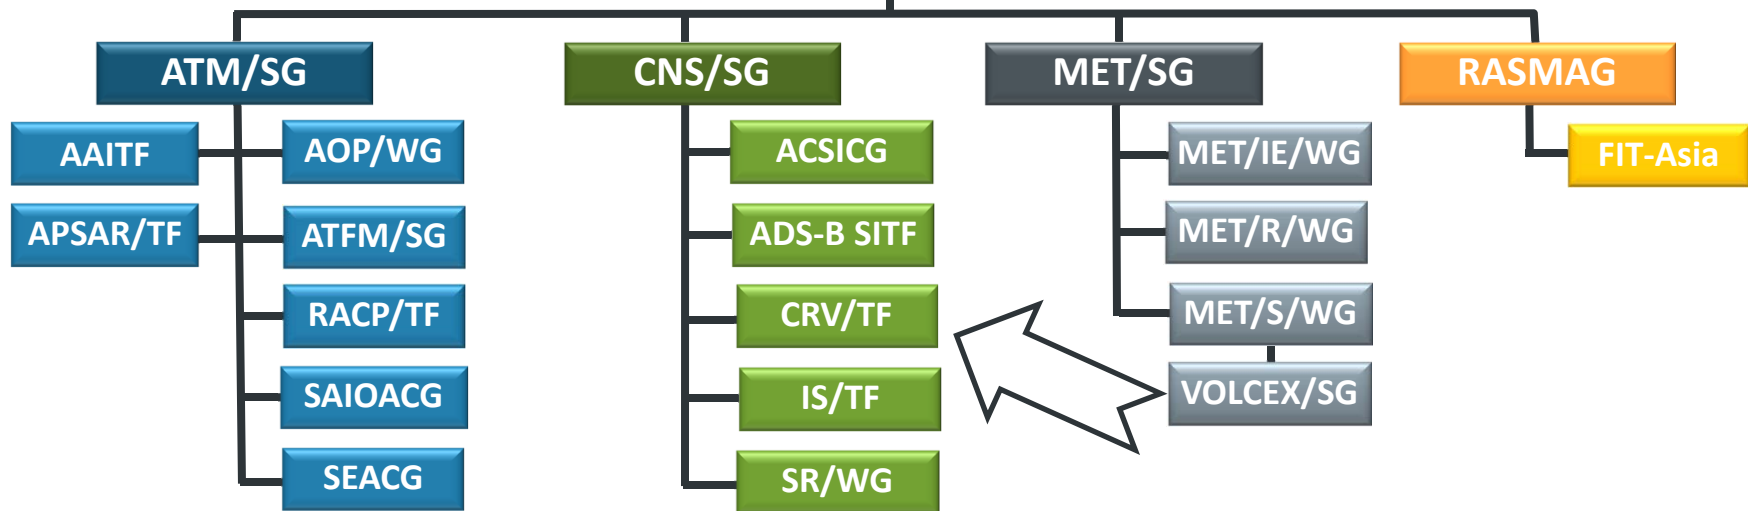 ATM/SG
CNS/SG
MET/SG
RASMAG
AAITF
AOP/WG
APSAR/TF
ATFM/SG
RACP/TF
SAIOACG
SEACG
ACSICG
ADS-B SITF
CRV/TF
IS/TF
SR/WG
MET/IE/WG
MET/R/WG
MET/S/WG
VOLCEX/SG
FIT-Asia